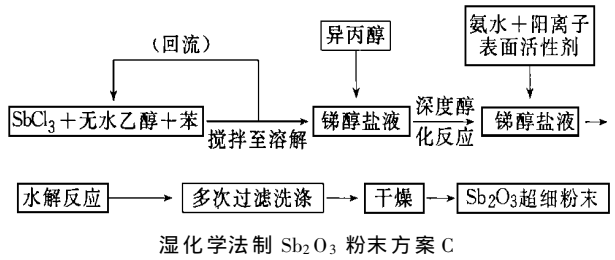 异丙醇
氨水+阳离子
表面活性剂
(回流)
SbCl₃+无水乙醇+苯
搅拌至溶解
锑醇盐液
深度醇
化反应
锑醇盐液
水解反应
多次过滤洗涤
干燥
Sb₂O₃超细粉末
湿化学法制 Sb₂O₃ 粉末方案 C